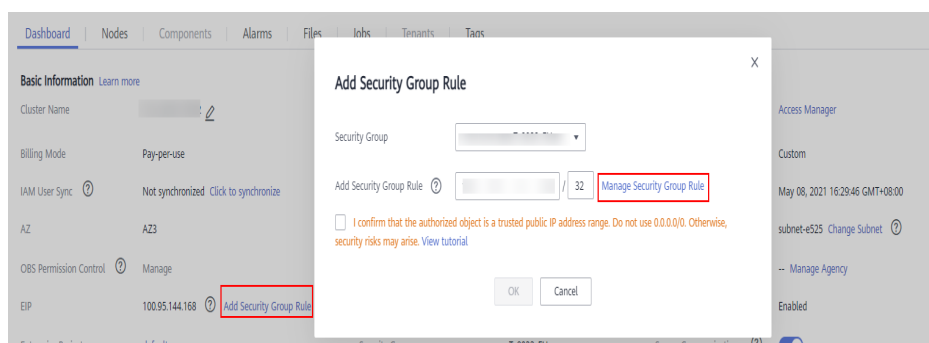 Dashboard Nodes Components Alarms Files Jobs Tenants Tags
Basic Information Learn more
Cluster Name
Access Manager
Billing Mode Pay-per-use
Custom
IAM User Sync ? Not synchronized Click to synchronize
May 08, 2021 16:29:46 GMT+08:00
AZ AZ3
subnet-e525 Change Subnet ?
OBS Permission Control ? Manage
-- Manage Agency
EIP 100.95.144.168 ? Add Security Group Rule
Enabled
X
Add Security Group Rule
Security Group
Add Security Group Rule ? / 32 Manage Security Group Rule
I confirm that the authorized object is a trusted public IP address range. Do not use 0.0.0.0/0. Otherwise,
security risks may arise. View tutorial
OK Cancel